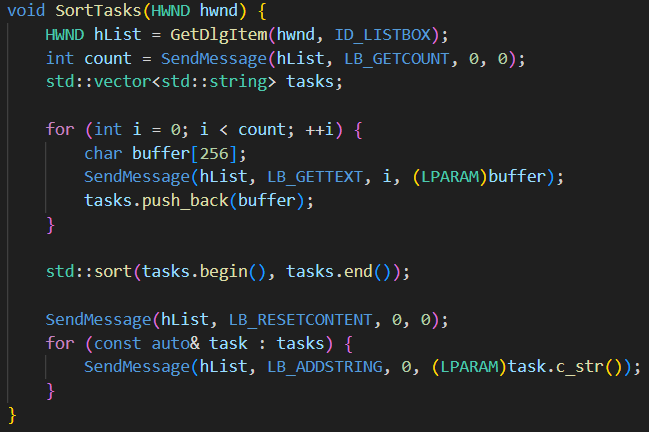 void SortTasks(HWND hwnd) {
    HWND hList = GetDlgItem(hwnd, ID_LISTBOX);
    int count = SendMessage(hList, LB_GETCOUNT, 0, 0);
    std::vector<std::string> tasks;

    for (int i = 0; i < count; ++i) {
        char buffer[256];
        SendMessage(hList, LB_GETTEXT, i, (LPARAM)buffer);
        tasks.push_back(buffer);
    }

    std::sort(tasks.begin(), tasks.end());

    SendMessage(hList, LB_RESETCONTENT, 0, 0);
    for (const auto& task : tasks) {
        SendMessage(hList, LB_ADDSTRING, 0, (LPARAM)task.c_str());
    }
}